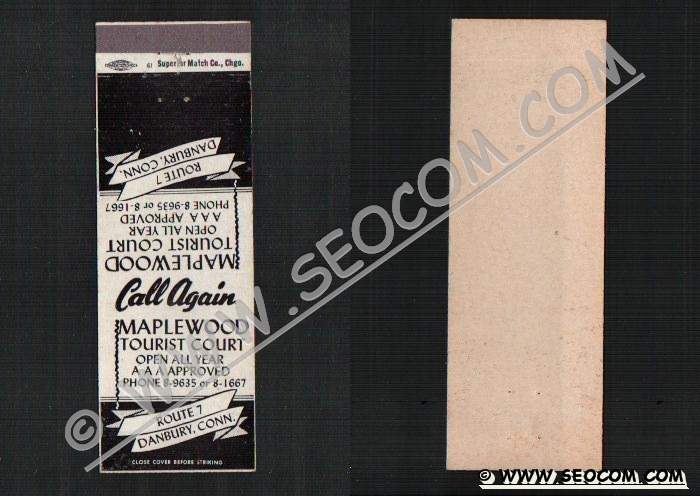 61 Superior Match Co., Chgo.
ROUTE 7
DANBURY, CONN.
MAPLEWOOD
TOURIST COURT
OPEN ALL YEAR
A A A APPROVED
PHONE 8-9635 or 8-1667
Call Again
MAPLEWOOD
TOURIST COURT
OPEN ALL YEAR
A A A APPROVED
PHONE 8-9635 or 8-1667
ROUTE 7
DANBURY, CONN.
CLOSE COVER BEFORE STRIKING
© WWW.SEOCOM.COM
© WWW.SEOCOM.COM